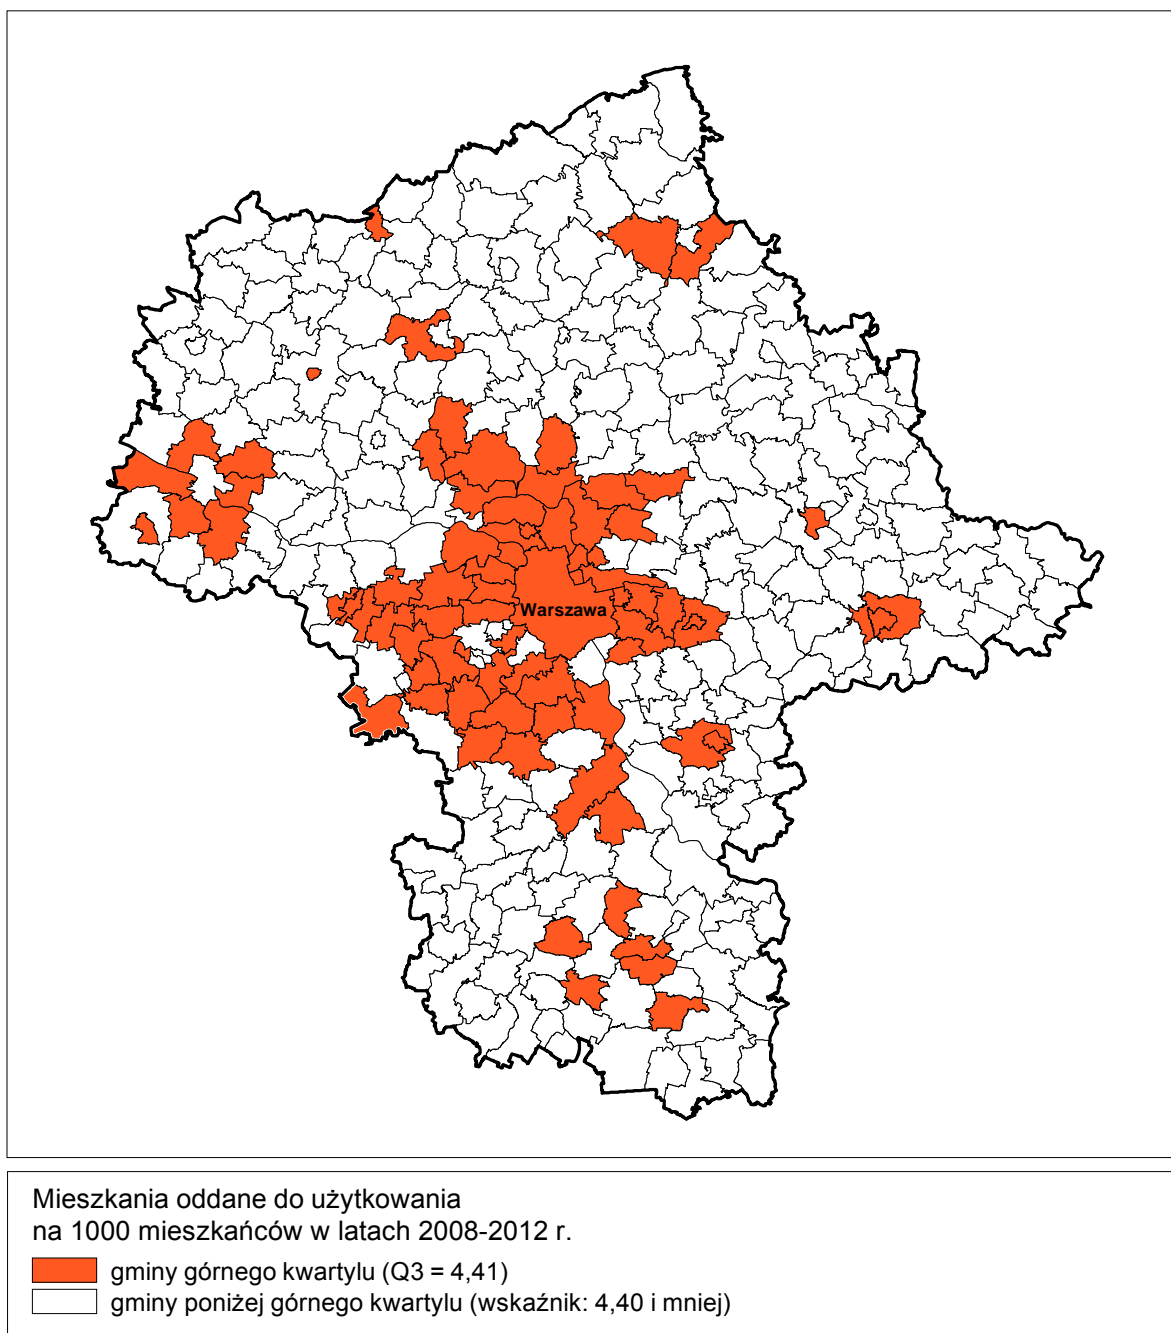 Warszawa
Mieszkania oddane do użytkowania
na 1000 mieszkańców w latach 2008-2012 r.
gminy górnego kwartylu (Q3 = 4,41)
gminy poniżej górnego kwartylu (wskaźnik: 4,40 i mniej)